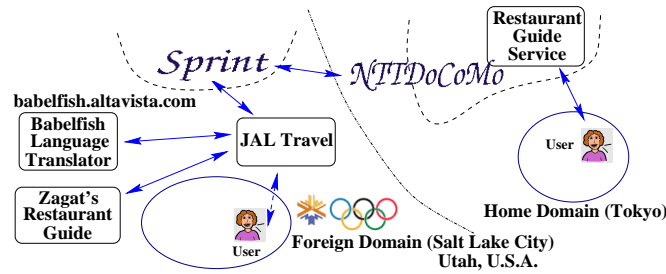 Restaurant
Guide
Service
Sprint
NTTDoCoMo
babelfish.altavista.com
Babelfish
Language
Translator
JAL Travel
User
Zagat's
Restaurant
Guide
User
Home Domain (Tokyo)
Foreign Domain (Salt Lake City)
Utah, U.S.A.